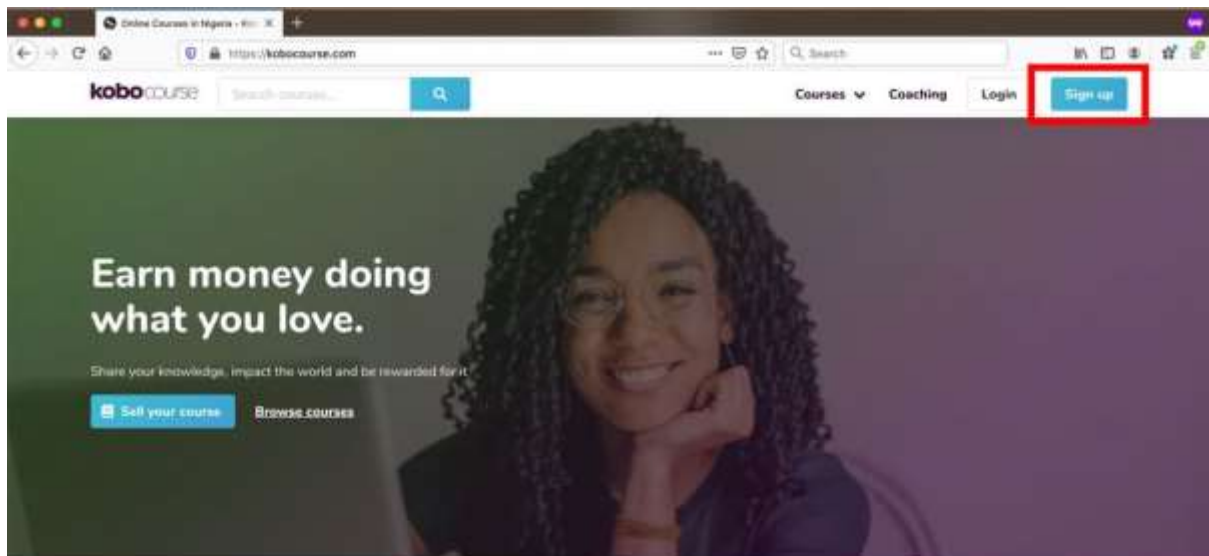 Online Courses in Nigeria - 
https://kobocourse.com
Search
kobocourse
Search courses...
Courses
Coaching
Login
Sign up
Earn money doing
what you love.
Share your knowledge, impact the world and be rewarded for it
Sell your course
Browse courses